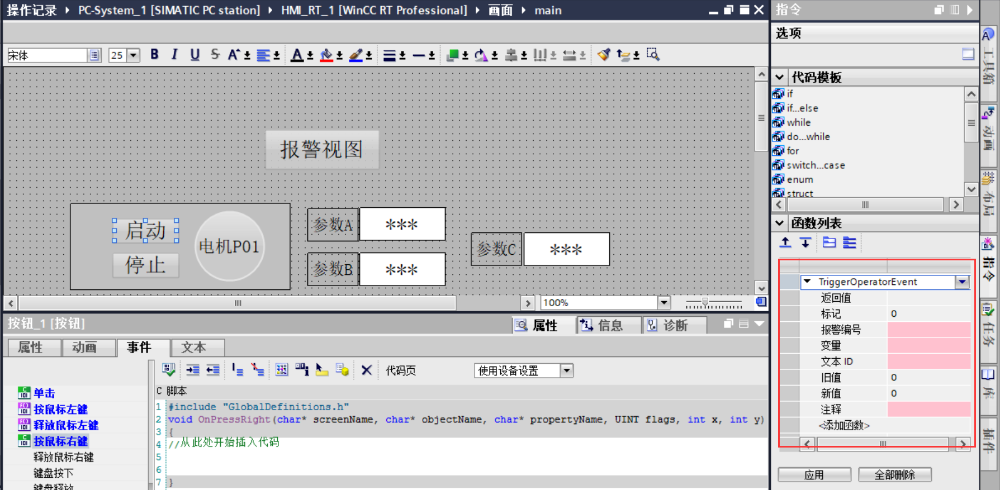 操作记录 PC-System_1 [SIMATIC PC station] HMI_RT_1 [WinCC RT Professional] 画面 main
宋体 25 B I U S A A
报警视图
启动
停止
电机P01
参数A ***
参数B ***
参数C ***
100%
按钮_1 [按钮]
属性 信息 诊断
属性 动画 事件 文本
代码页 使用设备设置
单击
按鼠标左键
释放鼠标左键
按鼠标右键
释放鼠标右键
键盘按下
键盘释放
C 脚本
1 #include "GlobalDefinitions.h"
2 void OnPressRight(char* screenName, char* objectName, char* propertyName, UINT flags, int x, int y)
3 {
4 //从此处开始插入代码
5
6
7 }
指令
选项
代码模板
if
if...else
while
do...while
for
switch...case
enum
struct
函数列表
TriggerOperatorEvent
返回值
标记 0
报警编号
变量
文本 ID
旧值 0
新值 0
注释
<添加函数>
应用 全部删除
工具箱
动画
布局
指令
任务
库
插件